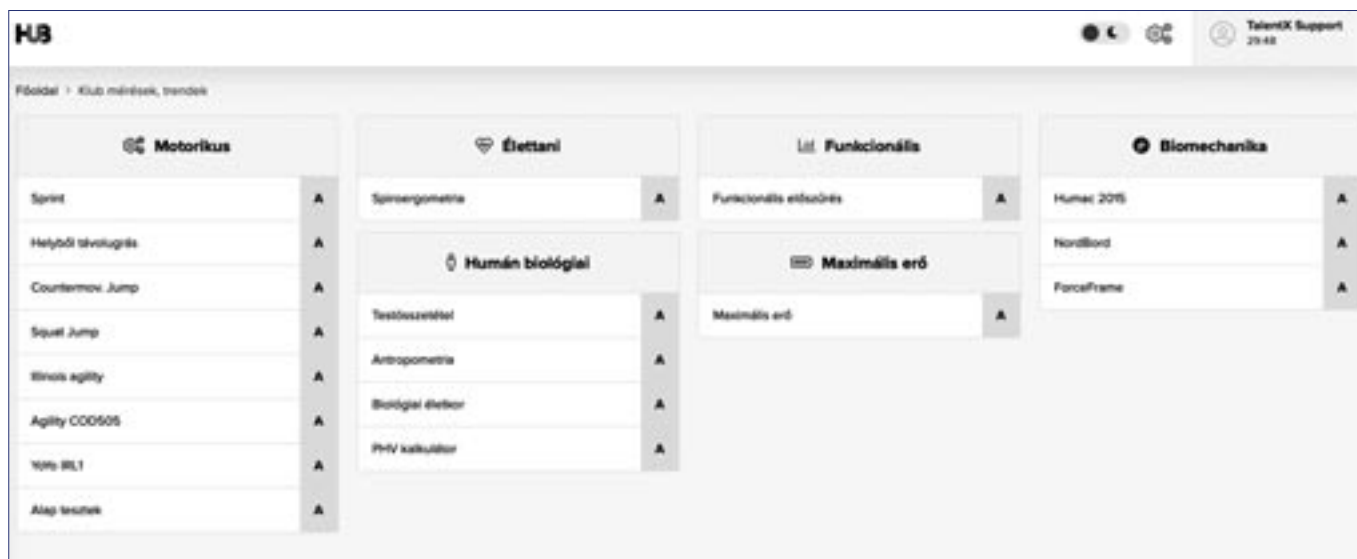 HUB
TalentX Support
29:48
Főoldal > Klub mérések, trendek
Motorikus
Sprint A
Helyből távolugrás A
Countermov. Jump A
Squat Jump A
Illinois agility A
Agility COD505 A
YoYo IRL1 A
Alap tesztek A
Élettani
Spiroergometria A
Humán biológiai
Testösszetétel A
Antropometria A
Biológiai életkor A
PHV kalkulátor A
Funkcionális
Funkcionális előszűrés A
Maximális erő
Maximális erő A
Biomechanika
Humac 2015 A
NordBord A
ForceFrame A